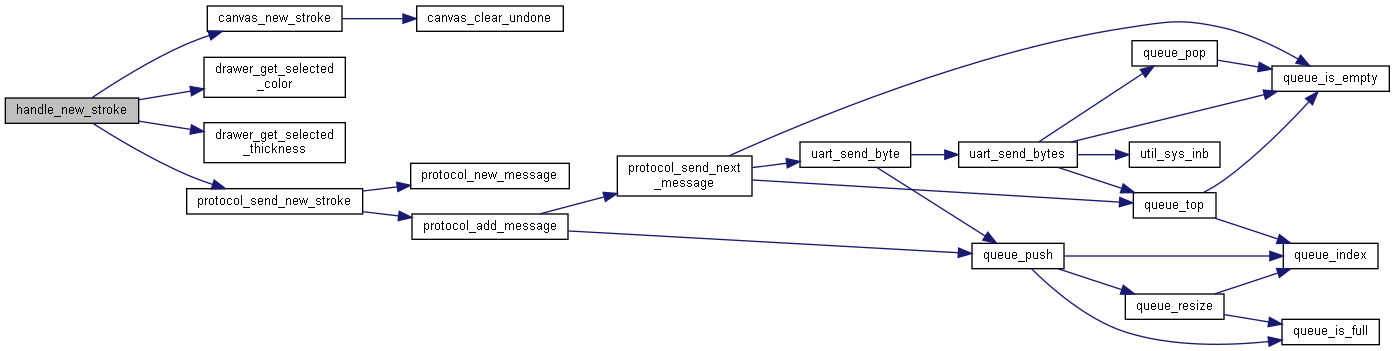 canvas_new_stroke
canvas_clear_undone
drawer_get_selected
_color
handle_new_stroke
drawer_get_selected
_thickness
protocol_send_new_stroke
protocol_new_message
protocol_add_message
protocol_send_next
_message
uart_send_byte
uart_send_bytes
queue_pop
queue_is_empty
util_sys_inb
queue_top
queue_push
queue_index
queue_resize
queue_is_full